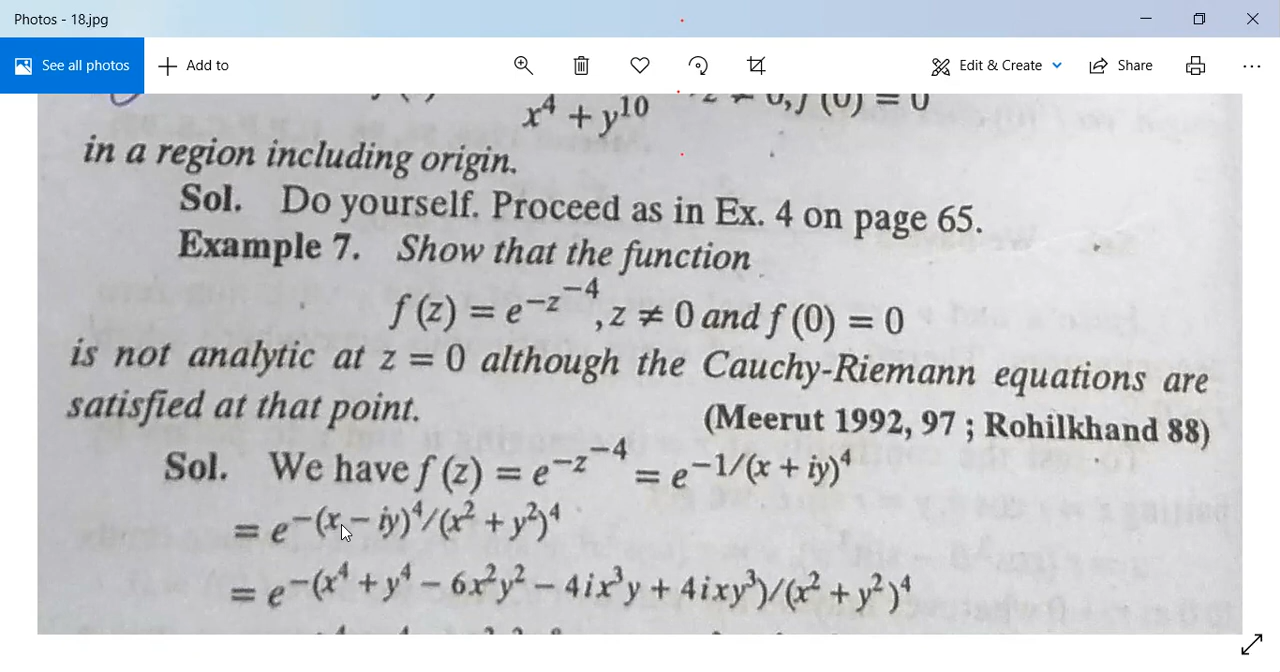 Photos - 18.jpg
See all photos
Add to
Edit & Create
Share
x⁴ + y¹⁰
z ≠ 0, f (0) = 0
in a region including origin.
Sol. Do yourself. Proceed as in Ex. 4 on page 65.
Example 7. Show that the function
f (z) = e^−z^−4, z ≠ 0 and f (0) = 0
is not analytic at z = 0 although the Cauchy-Riemann equations are
satisfied at that point.
(Meerut 1992, 97 ; Rohilkhand 88)
Sol. We have f (z) = e^−z^−4 = e^−1/(x + iy)⁴
= e^−(x − iy)⁴/(x² + y²)⁴
= e^−(x⁴ + y⁴ − 6x²y² − 4ix³y + 4ixy³)/(x² + y²)⁴